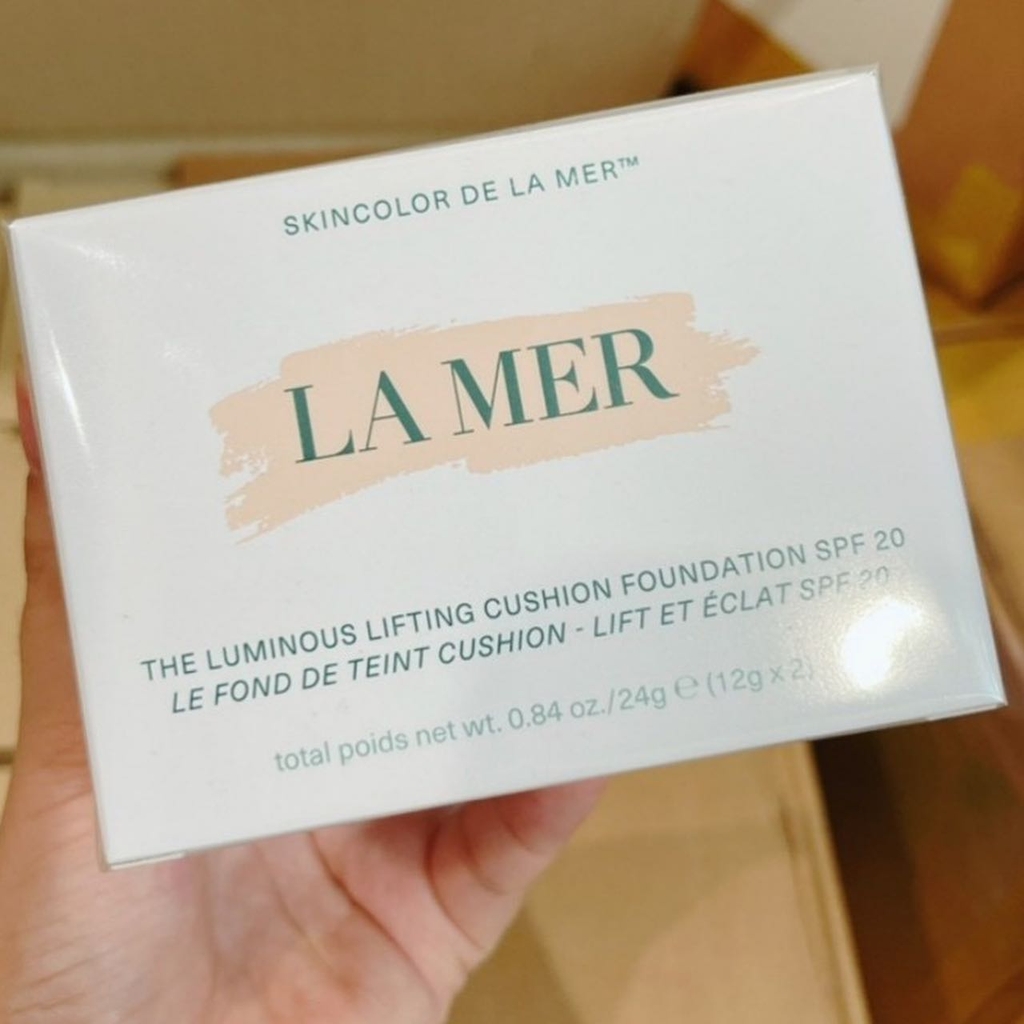 SKINCOLOR DE LA MER™
LA MER
THE LUMINOUS LIFTING CUSHION FOUNDATION SPF 20
LE FOND DE TEINT CUSHION - LIFT ET ÉCLAT SPF 20
total poids net wt. 0.84 oz./24g ℮ (12g x 2)